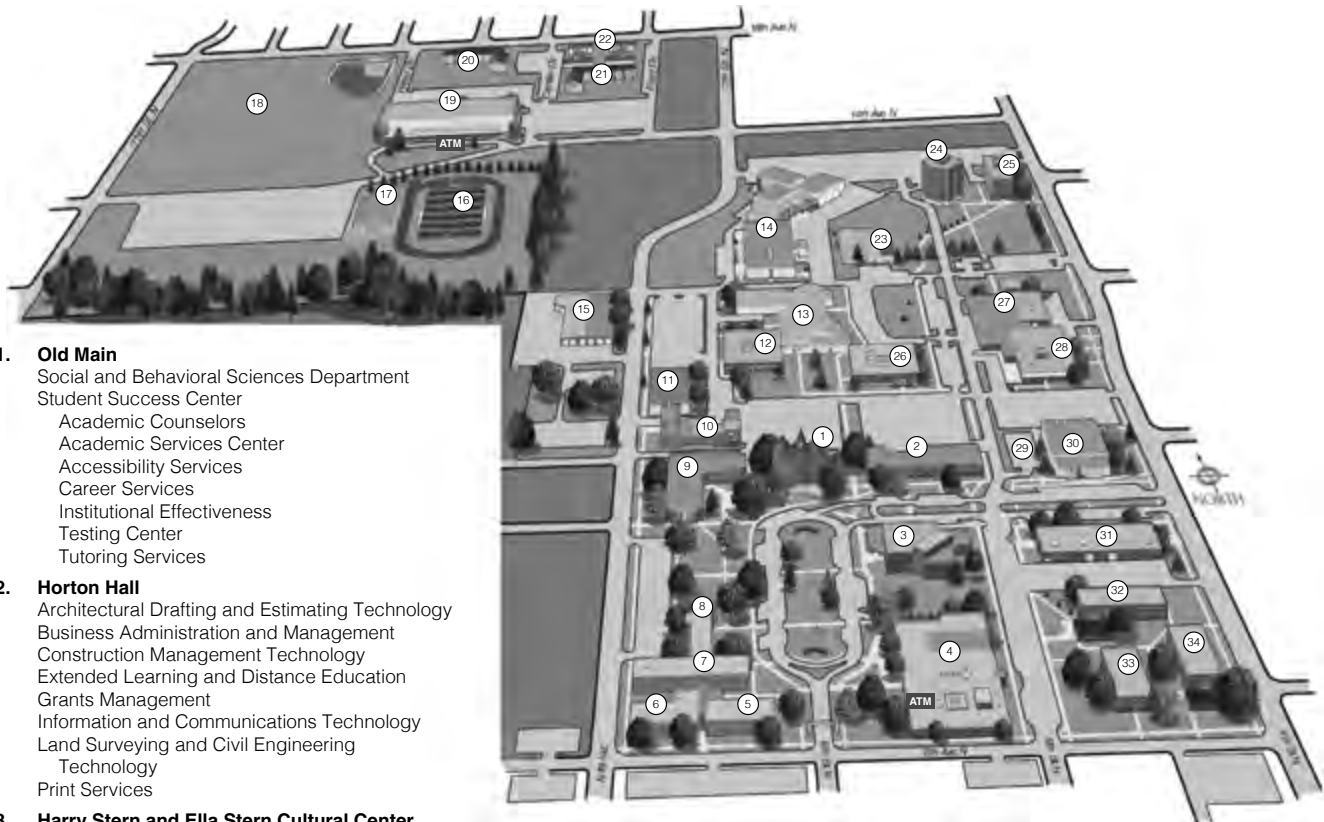 22
20
21
18
19
ATM
24
25
17
16
14
23
27
15
13
12
28
26
11
1
10
2
9
29
30
NORTH
3
31
8
32
4
34
7
33
6
5
ATM
1. Old Main
Social and Behavioral Sciences Department
Student Success Center
Academic Counselors
Academic Services Center
Accessibility Services
Career Services
Institutional Effectiveness
Testing Center
Tutoring Services
2. Horton Hall
Architectural Drafting and Estimating Technology
Business Administration and Management
Construction Management Technology
Extended Learning and Distance Education
Grants Management
Information and Communications Technology
Land Surveying and Civil Engineering
Technology
Print Services
Harry Stern and Ella Stern Cultural Center